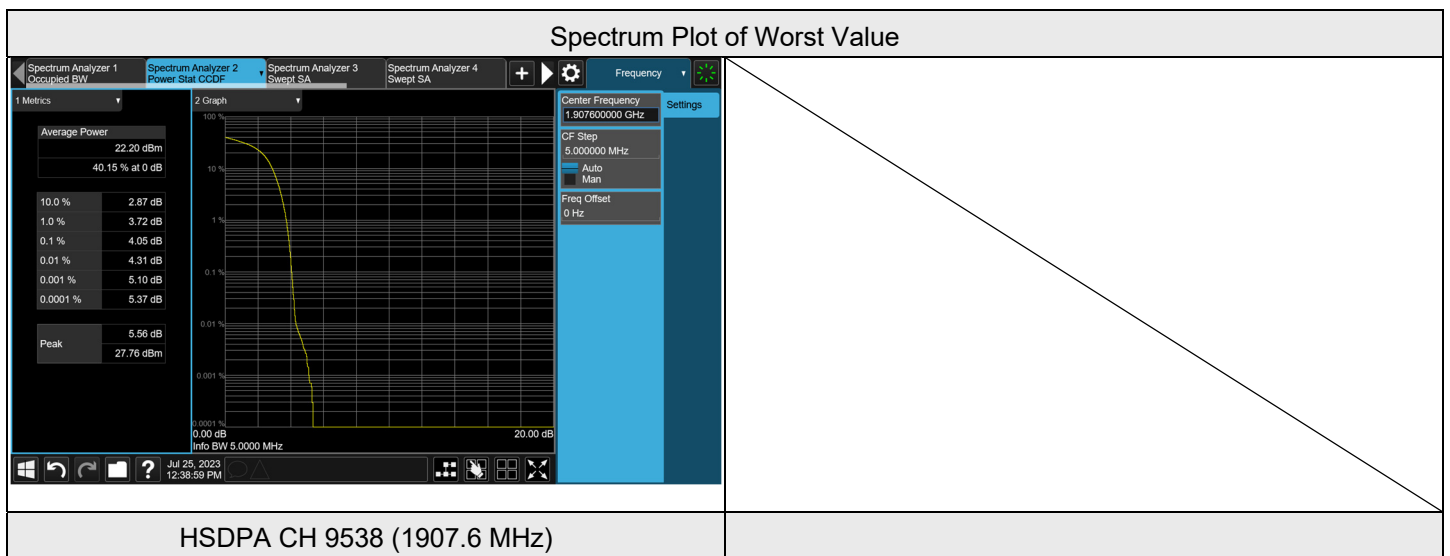 Spectrum Plot of Worst Value
Spectrum Analyzer 1
Occupied BW
Spectrum Analyzer 2
Power Stat CCDF
Spectrum Analyzer 3
Swept SA
Spectrum Analyzer 4
Swept SA
+
Frequency
1 Metrics
Average Power
22.20 dBm
40.15 % at 0 dB
10.0 % 2.87 dB
1.0 % 3.72 dB
0.1 % 4.05 dB
0.01 % 4.31 dB
0.001 % 5.10 dB
0.0001 % 5.37 dB
Peak
5.56 dB
27.76 dBm
2 Graph
100 %
10 %
1 %
0.1 %
0.01 %
0.001 %
0.0001 %
0.00 dB 20.00 dB
Info BW 5.0000 MHz
Center Frequency
1.907600000 GHz
CF Step
5.000000 MHz
Auto
Man
Freq Offset
0 Hz
Settings
?
Jul 25, 2023
12:38:59 PM
HSDPA CH 9538 (1907.6 MHz)